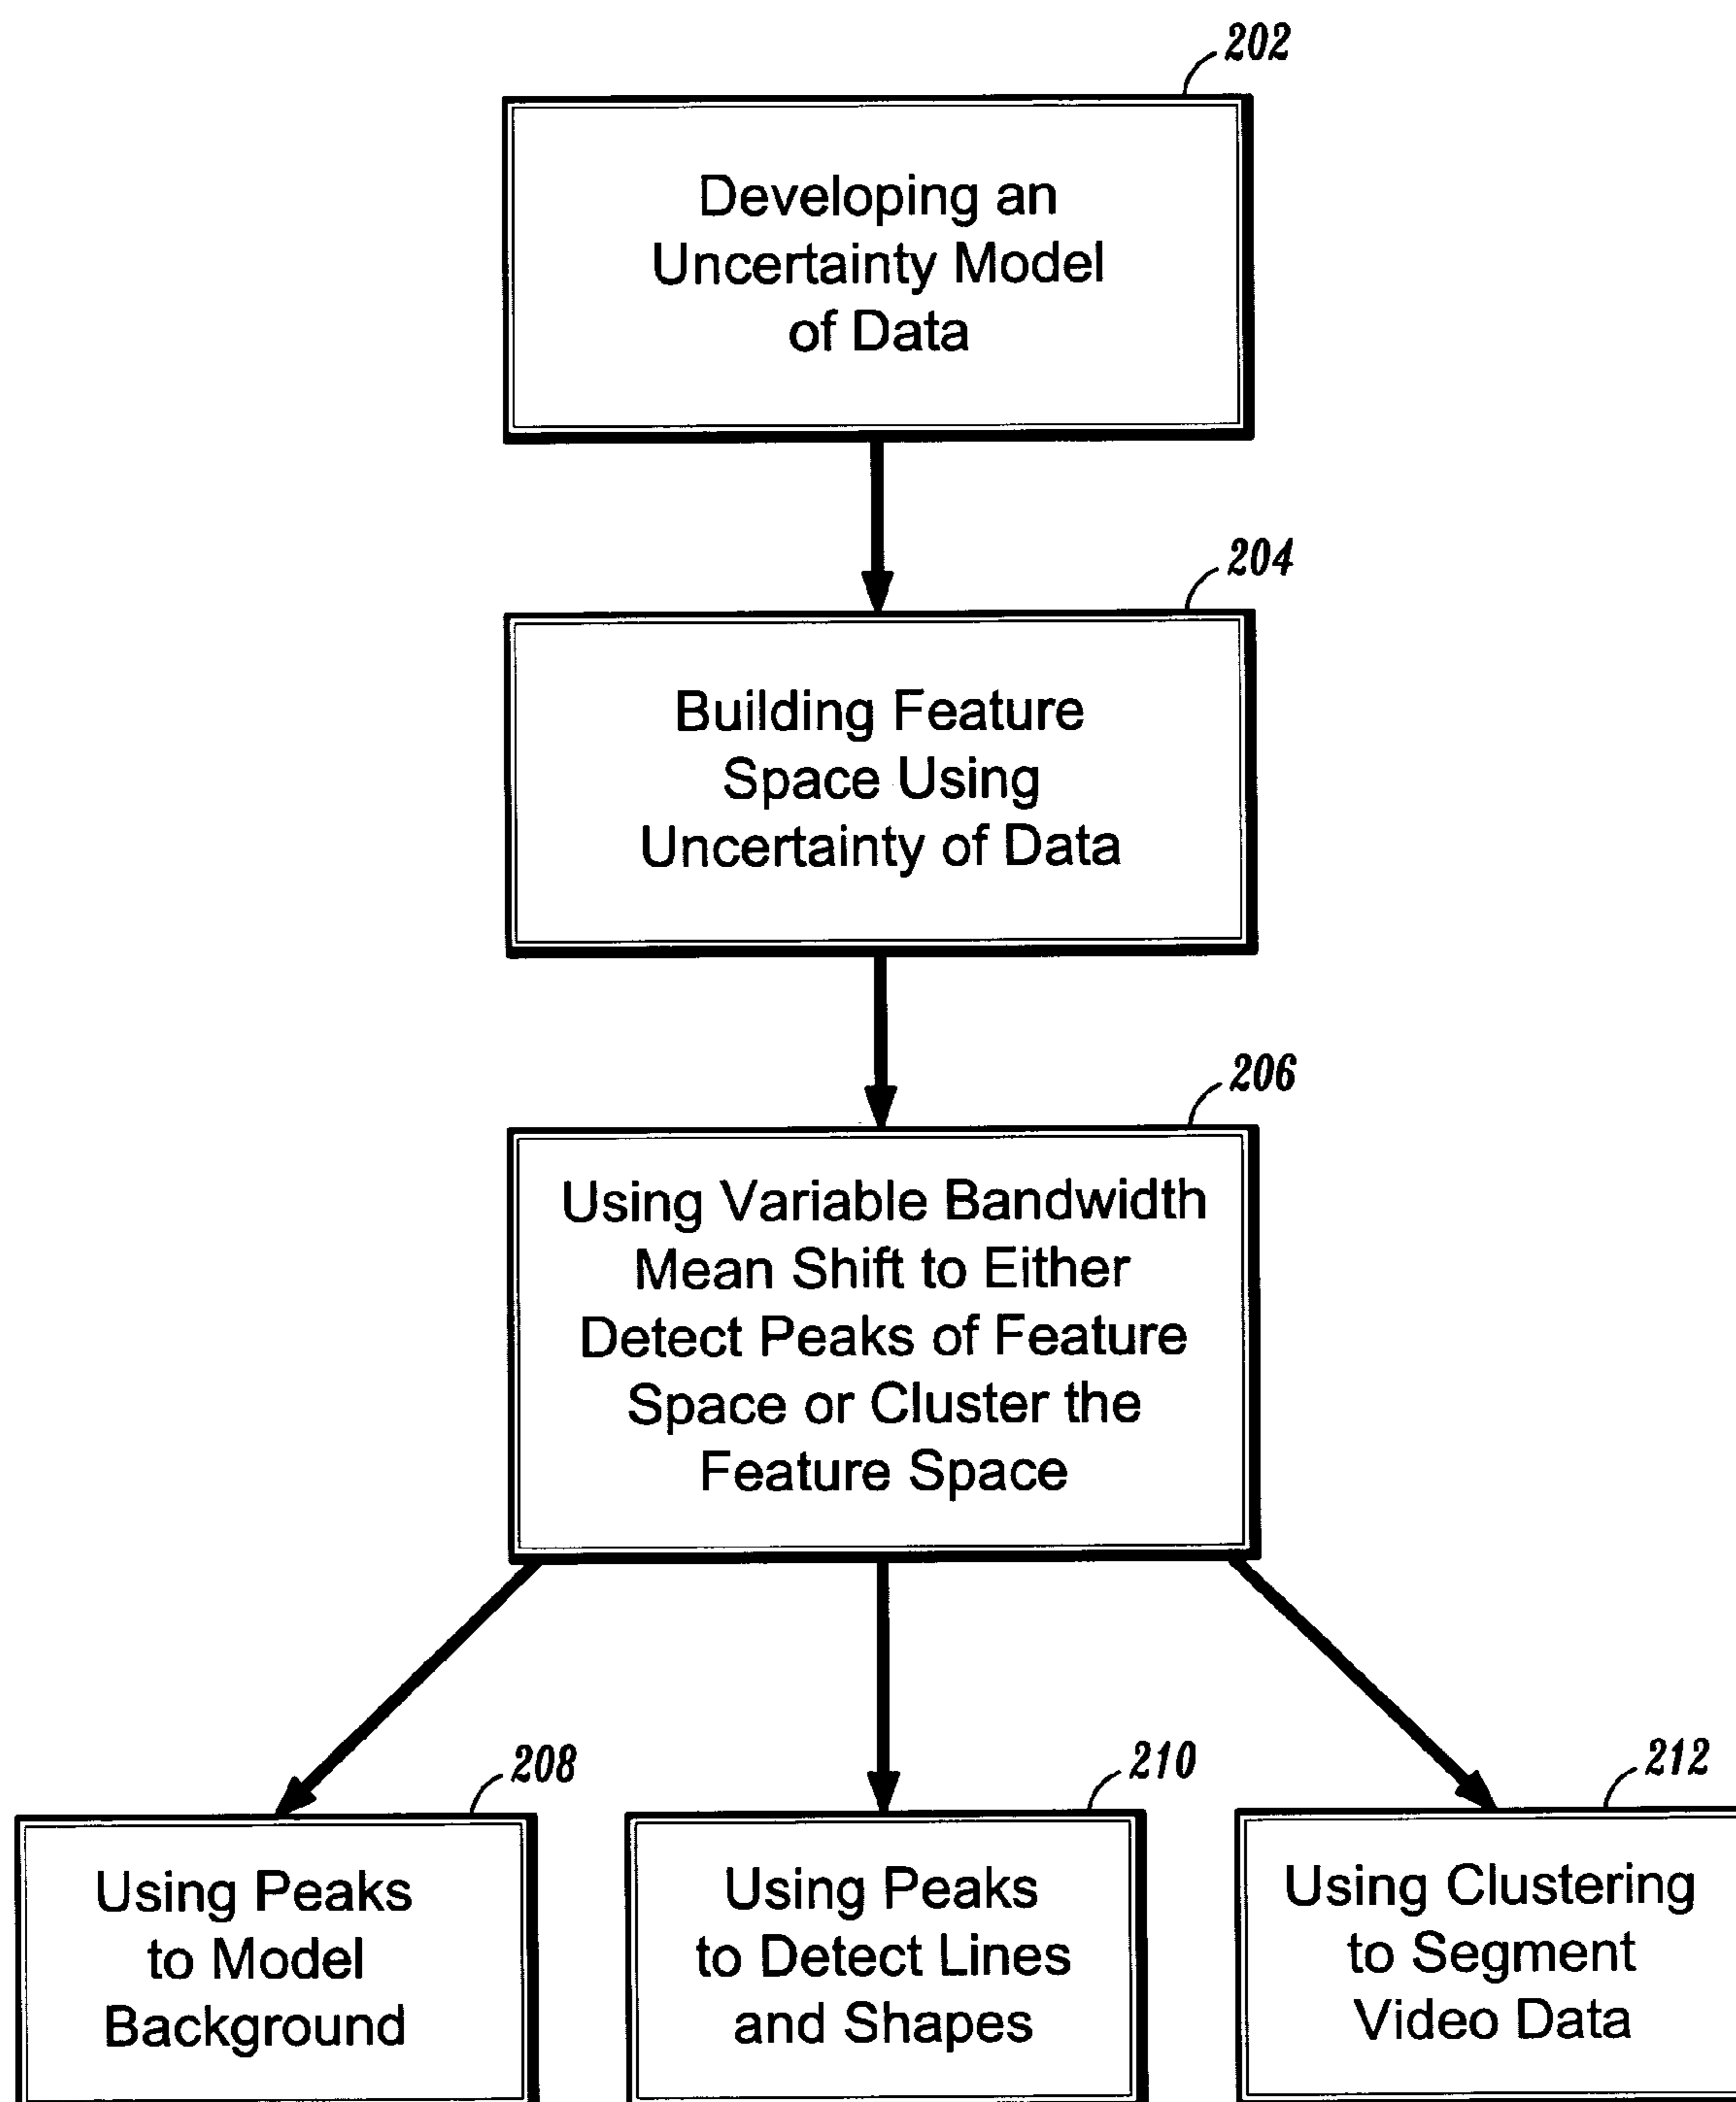 202
Developing an
Uncertainty Model
of Data
204
Building Feature
Space Using
Uncertainty of Data
206
Using Variable Bandwidth
Mean Shift to Either
Detect Peaks of Feature
Space or Cluster the
Feature Space
208
Using Peaks
to Model
Background
210
Using Peaks
to Detect Lines
and Shapes
212
Using Clustering
to Segment
Video Data